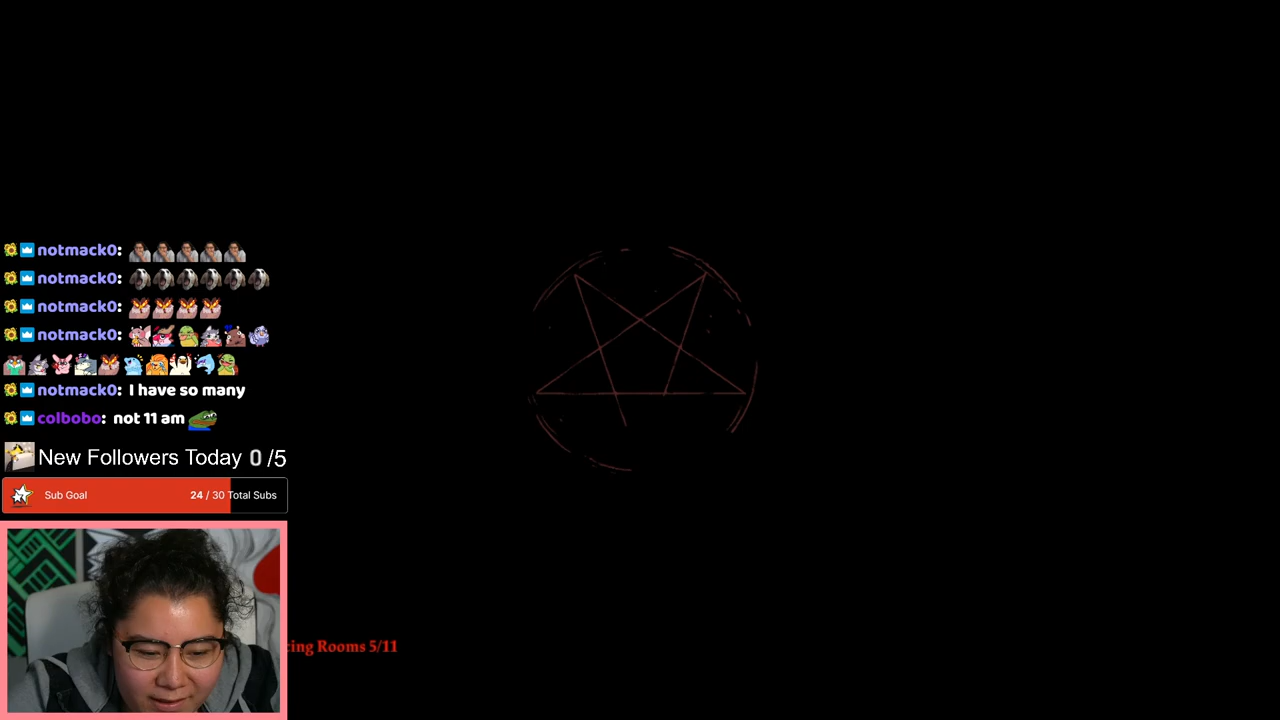 notmack0:
notmack0:
notmack0:
notmack0:
notmack0: I have so many
colbobo: not 11 am
New Followers Today 0 /5
Sub Goal 24 / 30 Total Subs
Rooms 5/11